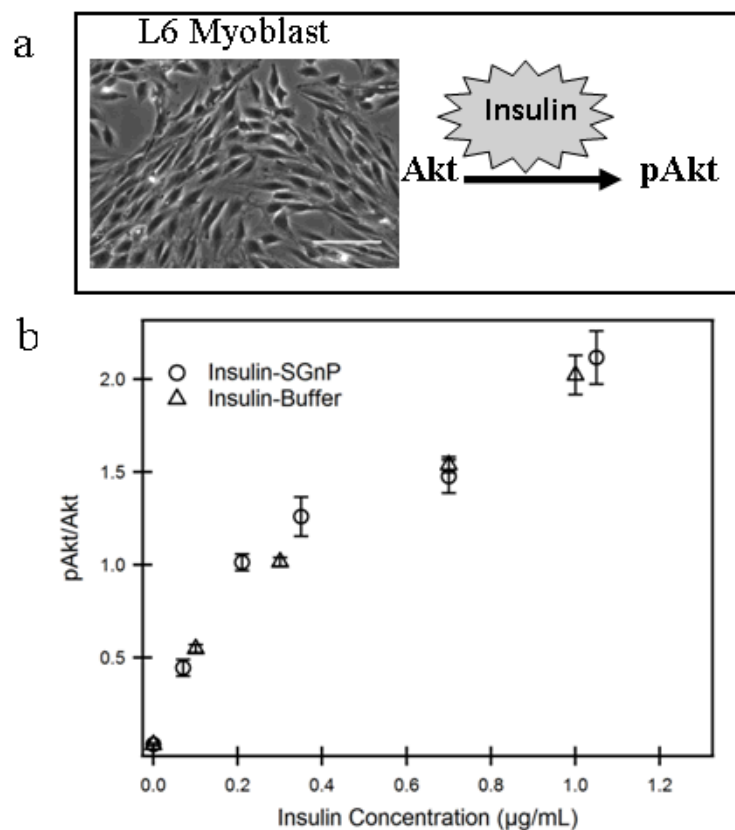 a
L6 Myoblast
Insulin
Akt
pAkt
b
Insulin-SGnP
Insulin-Buffer
2.0
1.5
1.0
0.5
pAkt/Akt
0.0
0.2
0.4
0.6
0.8
1.0
1.2
Insulin Concentration (μg/mL)